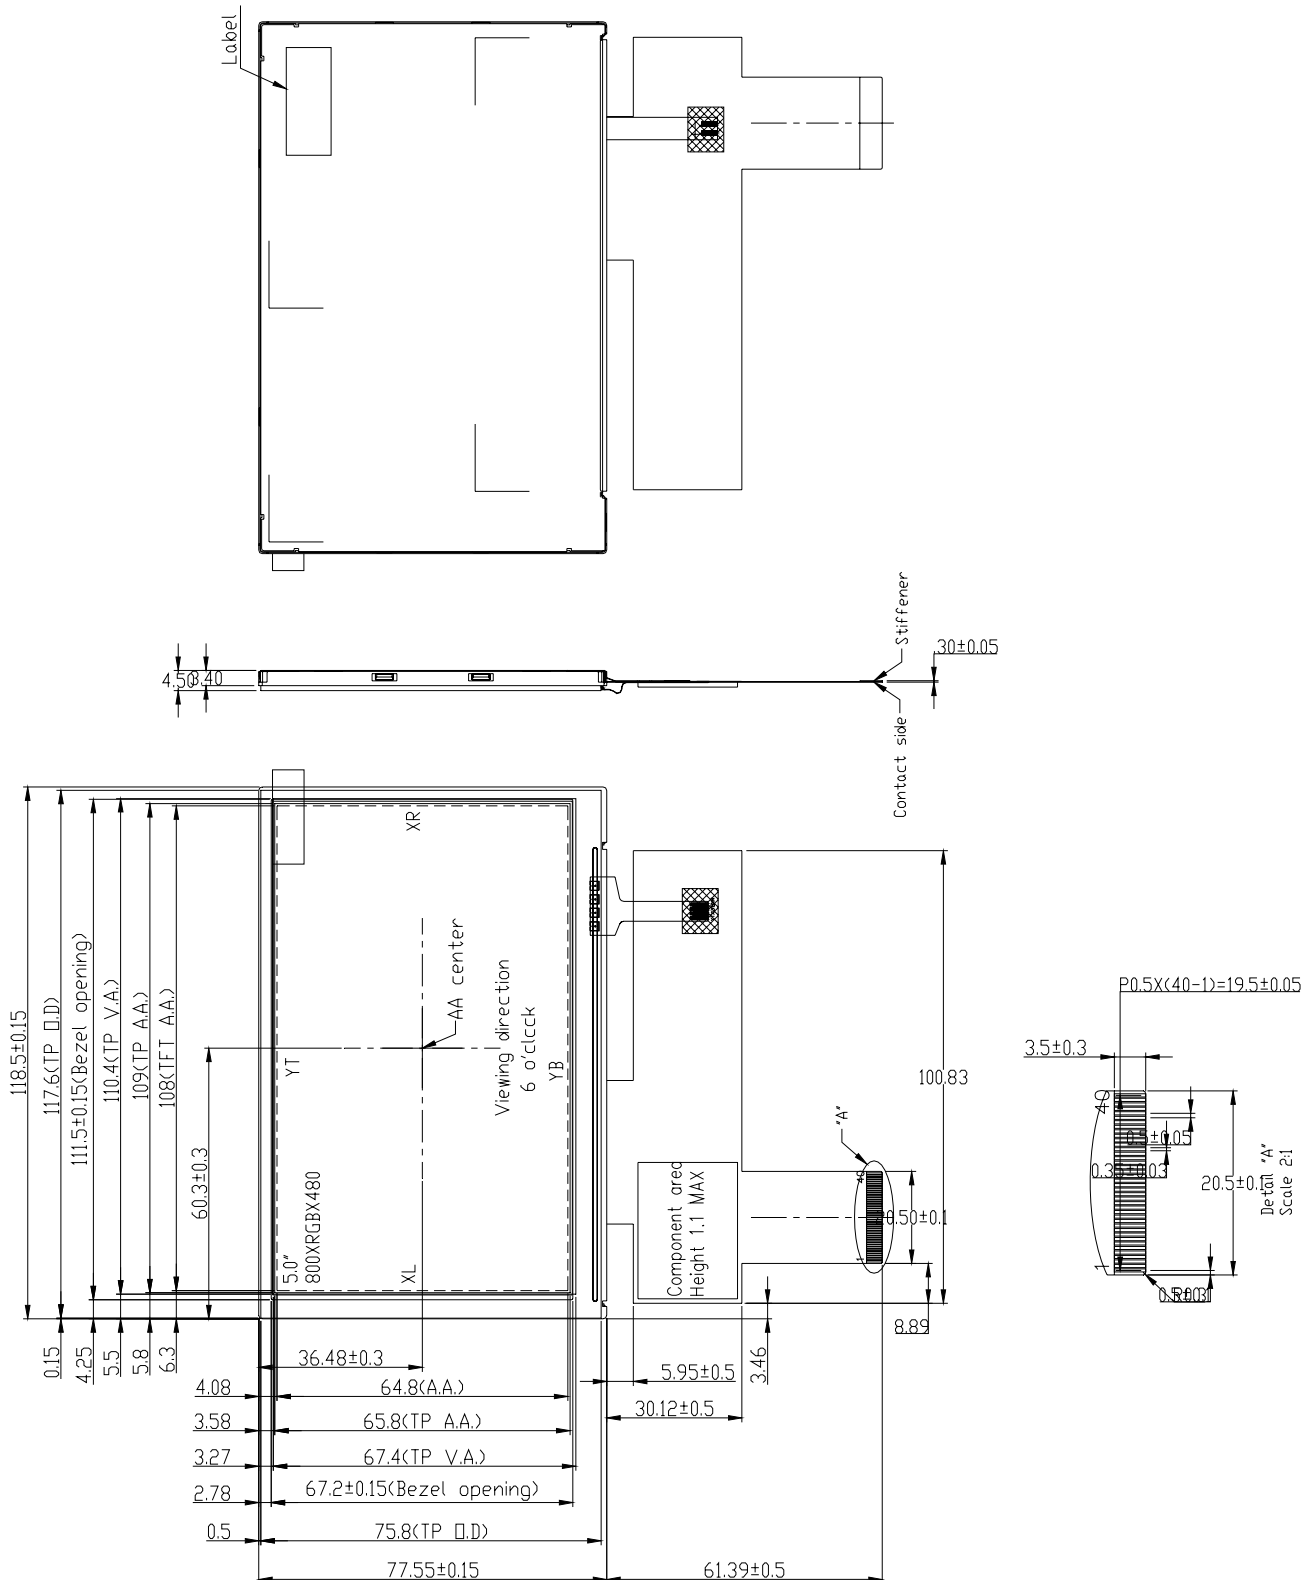 Label
4.50
3.40
Stiffener
.30±0.05
Contact side
118.5±0.15
117.6(TP O.D)
111.5±0.15(Bezel opening)
110.4(TP V.A.)
109(TP A.A.)
108(TFT A.A.)
60.3±0.3
XR
AA center
YT
Viewing direction
6 o'clcck
YB
5.0"
800XRGBX480
XL
0.15
4.25
5.5
5.8
6.3
100.83
"A"
40
1
Component area
Height 1.1 MAX
20.50±0.1
8.89
3.46
36.48±0.3
4.08
64.8(A.A.)
5.95±0.5
3.58
65.8(TP A.A.)
30.12±0.5
3.27
67.4(TP V.A.)
2.78
67.2±0.15(Bezel opening)
0.5
75.8(TP O.D)
77.55±0.15
61.39±0.5
P0.5X(40-1)=19.5±0.05
3.5±0.3
40
0.5±0.05
0.35±0.03
20.5±0.1
1
Detail "A"
Scale 2:1